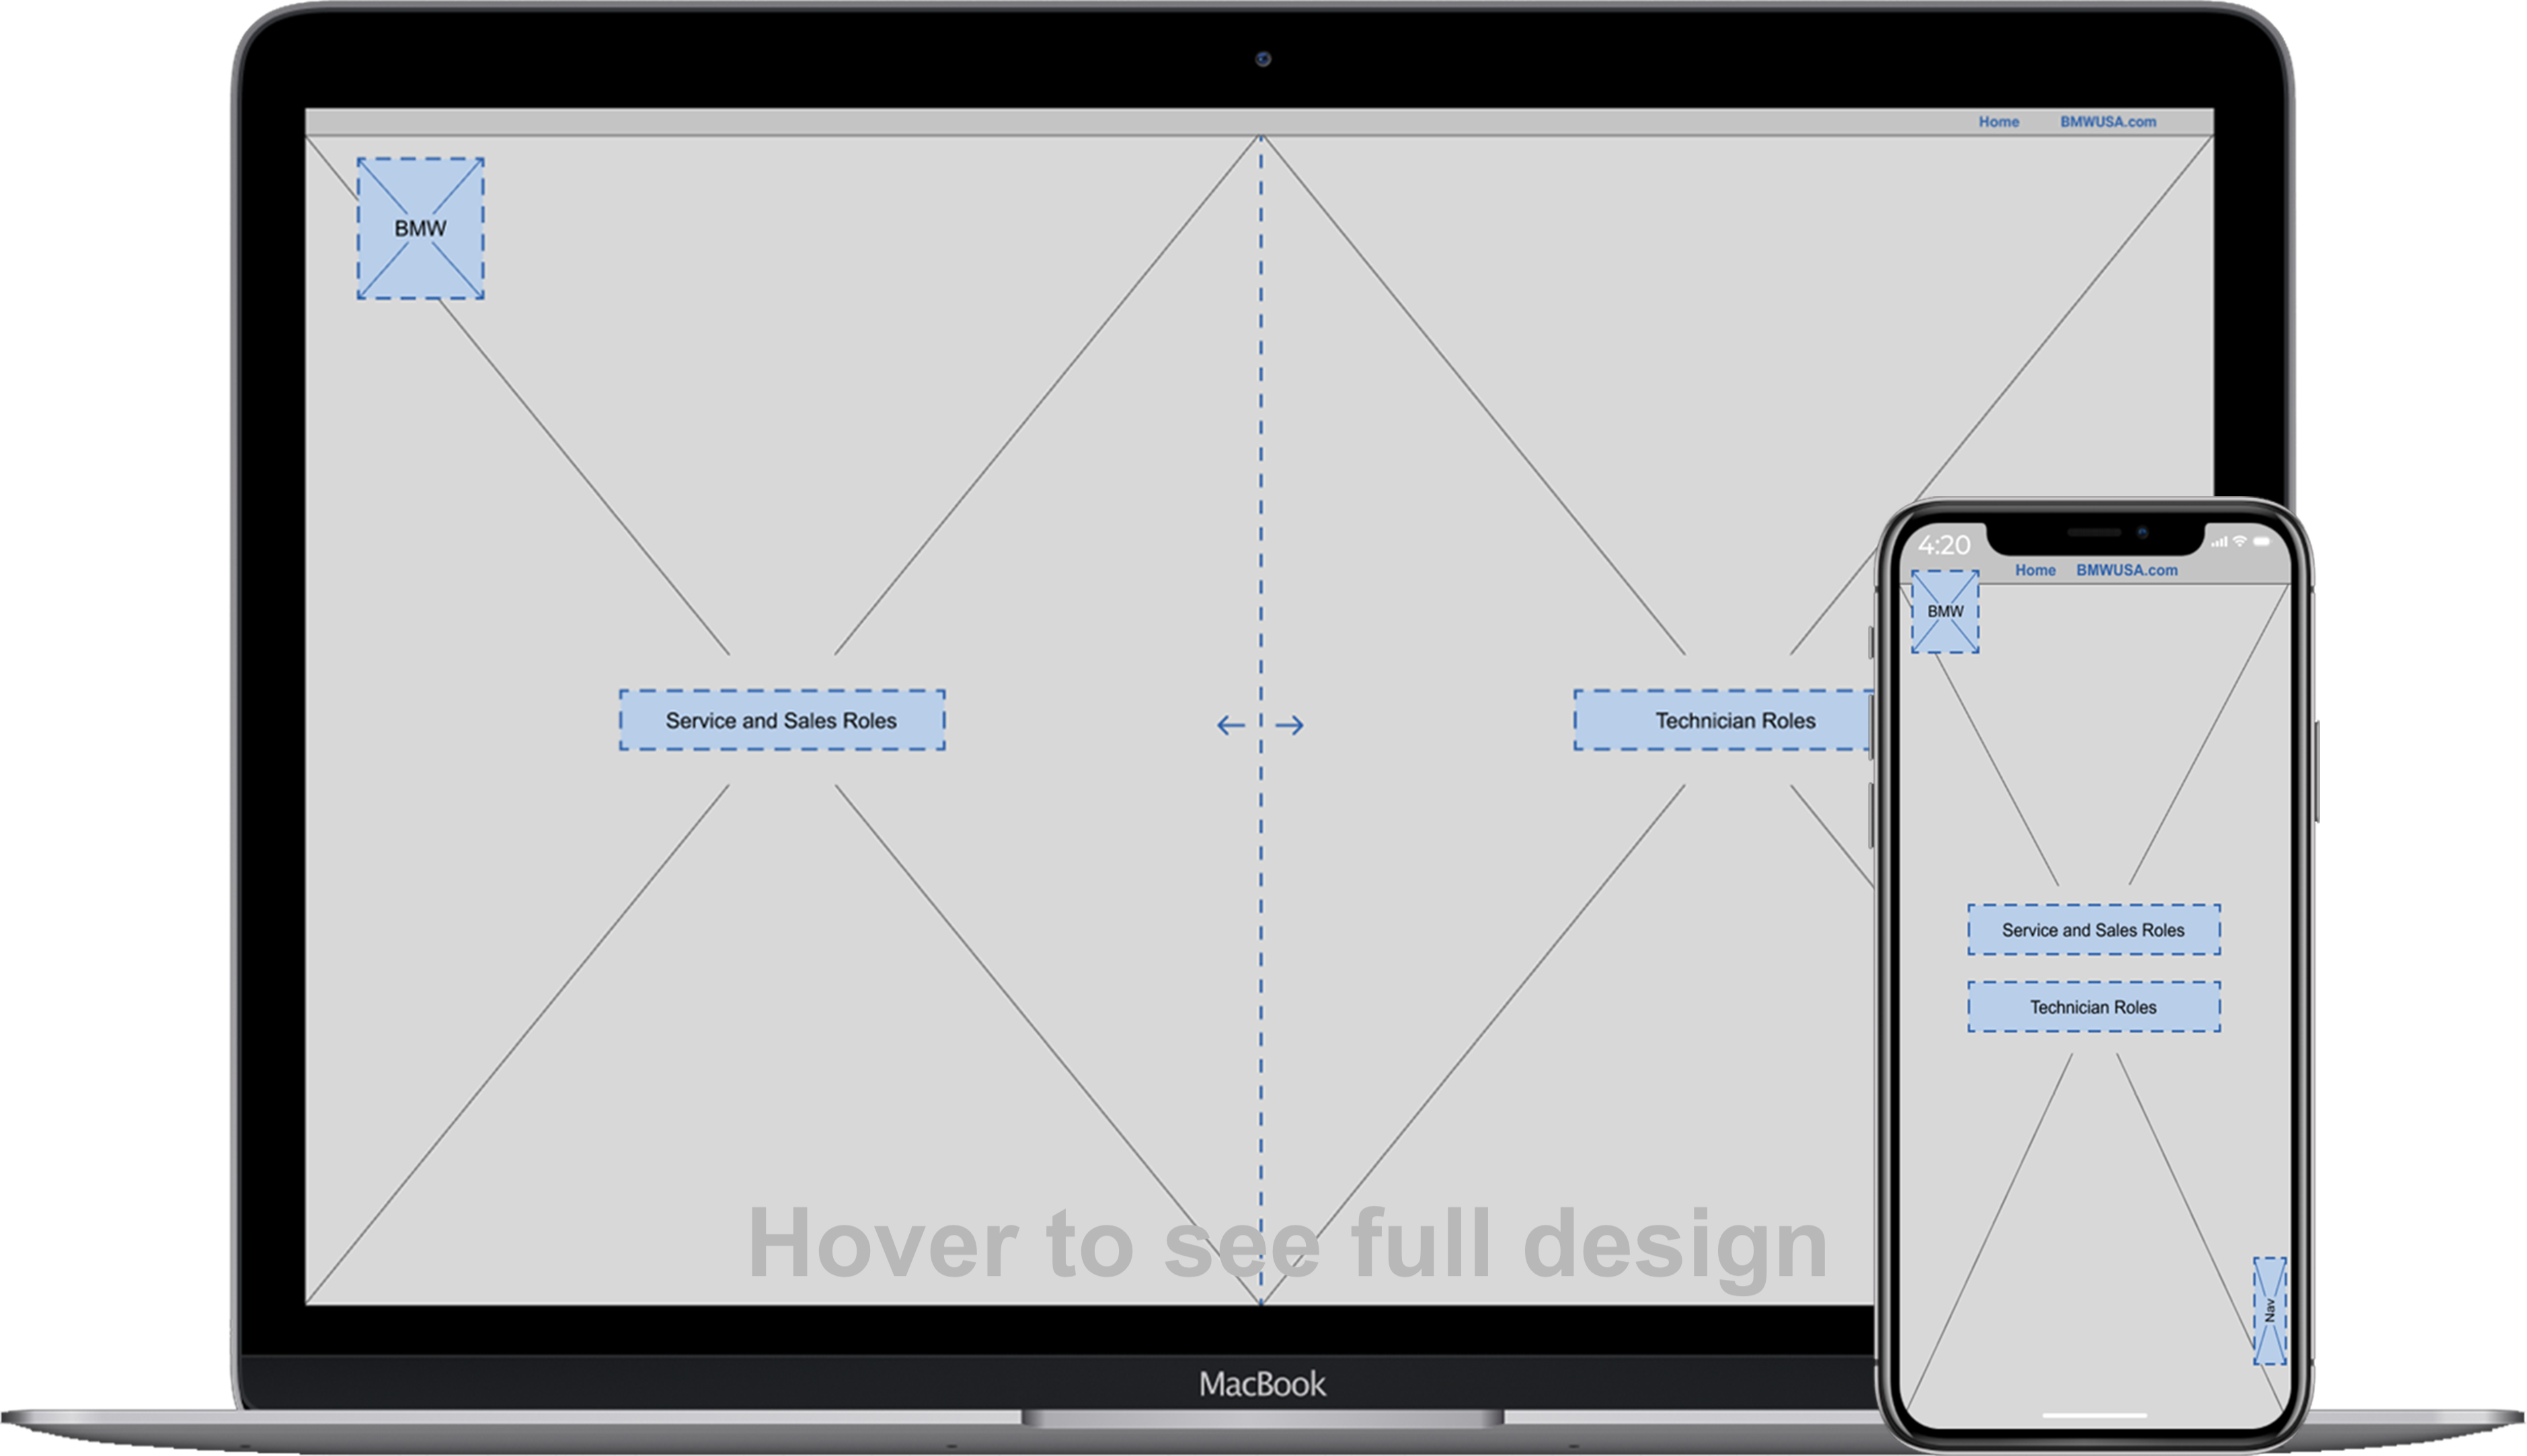 Home BMWUSA.com
BMW
Service and Sales Roles
Technician Roles
Hover to see full design
MacBook
4:20
Home BMWUSA.com
BMW
Service and Sales Roles
Technician Roles
Nav